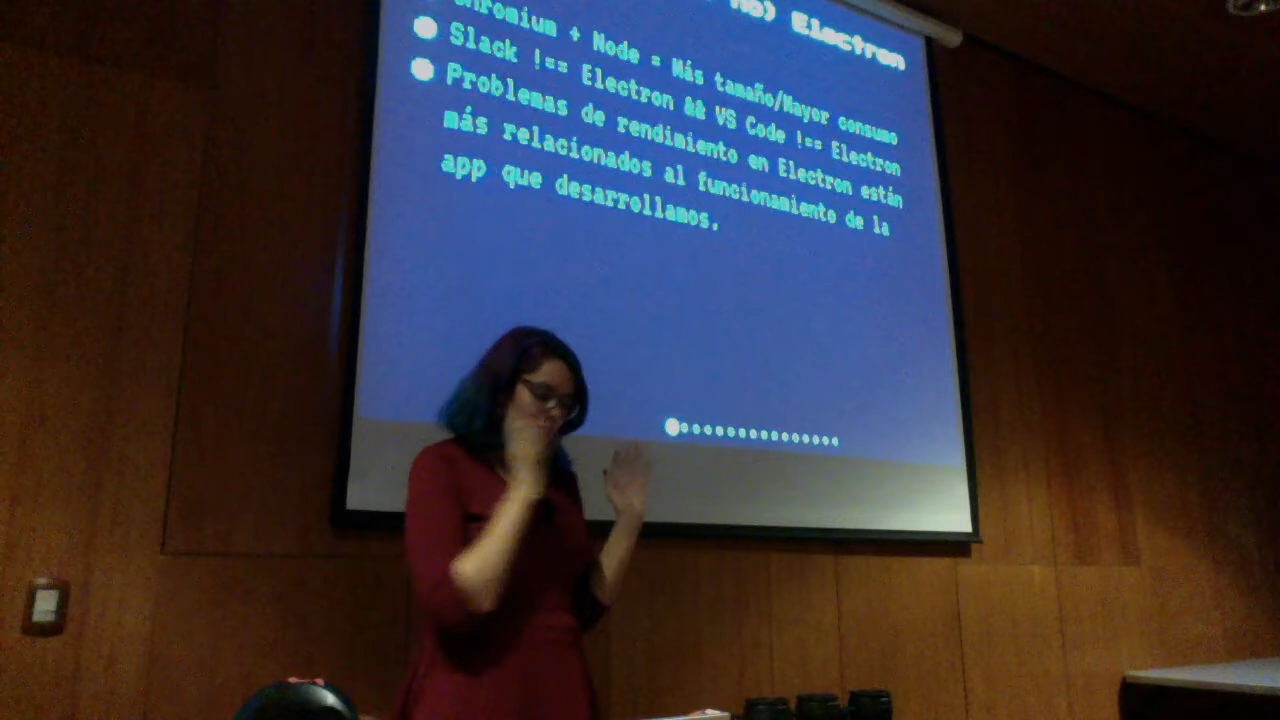 Mb) Electron
Chromium + Node = Más tamaño/Mayor consumo
Slack !== Electron && VS Code !== Electron
Problemas de rendimiento en Electron están
más relacionados al funcionamiento de la
app que desarrollamos.